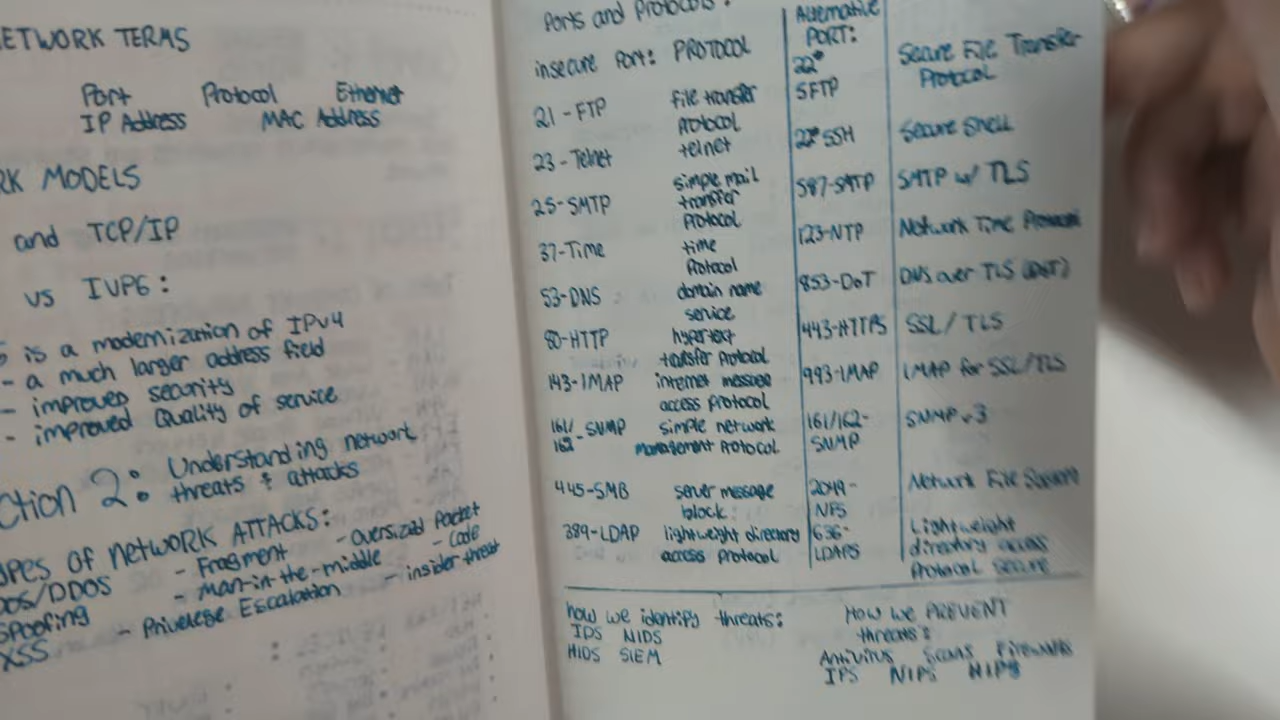 NETWORK TERMS
Port Protocol Ethernet
IP Address MAC Address
RK MODELS
and TCP/IP
vs IUP6:
is a modernization of IPv4
- a much larger address field
- improved security
- improved Quality of service
ction 2: Understanding network
threats & attacks
ypes of network ATTACKS:
DOS/DDOS - Fragment - oversized Packet
Spoofing - man-in-the-middle - Code
XSS - Privelege Escalation - insider threat
Ports and Protocols:
insecure Port: PROTOCOL Alternative PORT:
21 - FTP file transfer Protocol 22* SFTP Secure File Transfer Protocol
23 - Telnet telnet 22* SSH Secure Shell
25 - SMTP simple mail transfer Protocol 587-SMTP SMTP w/ TLS
37-Time time Protocol 123-NTP Network Time Protocol
53-DNS domain name service 853-DoT DNS over TLS (DoT)
80-HTTP hypertext transfer Protocol 443-HTTPS SSL/TLS
143-IMAP internet message access Protocol 993-IMAP IMAP for SSL/TLS
161/162 - SNMP simple network management Protocol 161/162- SNMP SNMP v3
445-SMB server message block: 2049- NFS Network File System
389-LDAP lightweight directory access Protocol 636- LDAPS Lightweight directory access Protocol Secure
how we identify threats:
IDS NIDS
HIDS SIEM
How we PREVENT
threats:
Antivirus Scans Firewalls
IPS NIPS HIPS